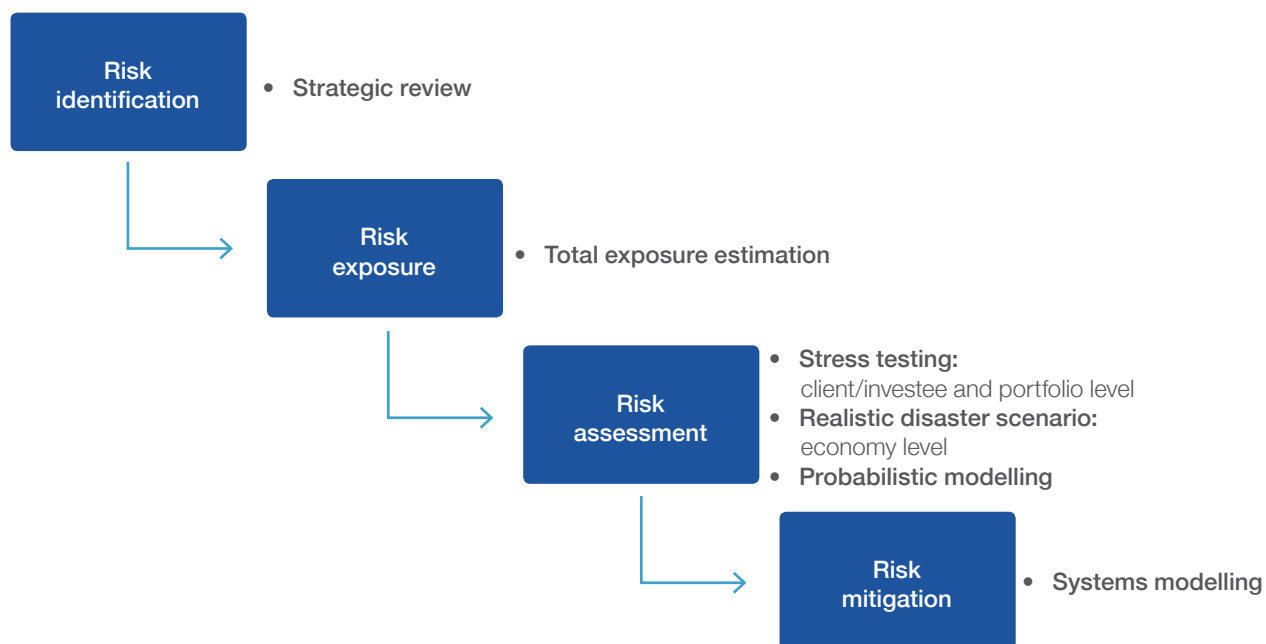 Risk
identification
• Strategic review
Risk
exposure
• Total exposure estimation
Risk
assessment
• Stress testing:
client/investee and portfolio level
• Realistic disaster scenario:
economy level
• Probabilistic modelling
Risk
mitigation
• Systems modelling